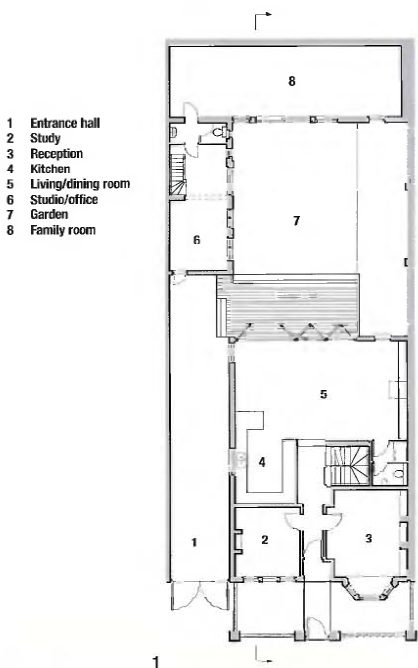 8
1 Entrance hall
2 Study
3 Reception
4 Kitchen
5 Living/dining room
6 Studio/office
7 Garden
8 Family room
7
6
5
4
1
2
3
1